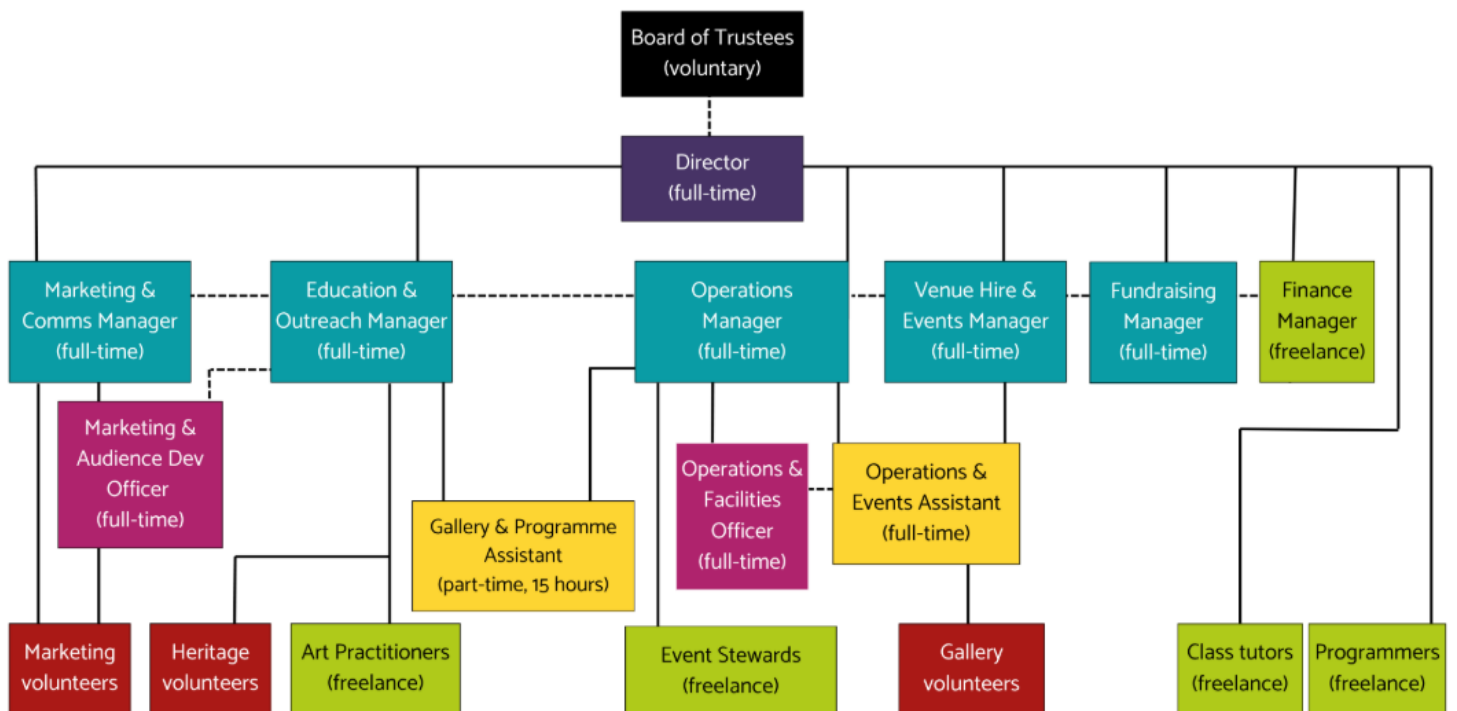 Board of Trustees
(voluntary)
Director
(full-time)
Marketing &
Comms Manager
(full-time)
Education &
Outreach Manager
(full-time)
Operations
Manager
(full-time)
Venue Hire &
Events Manager
(full-time)
Fundraising
Manager
(full-time)
Finance
Manager
(freelance)
Marketing &
Audience Dev
Officer
(full-time)
Gallery & Programme
Assistant
(part-time, 15 hours)
Operations &
Facilities
Officer
(full-time)
Operations &
Events Assistant
(full-time)
Marketing
volunteers
Heritage
volunteers
Art Practitioners
(freelance)
Event Stewards
(freelance)
Gallery
volunteers
Class tutors
(freelance)
Programmers
(freelance)